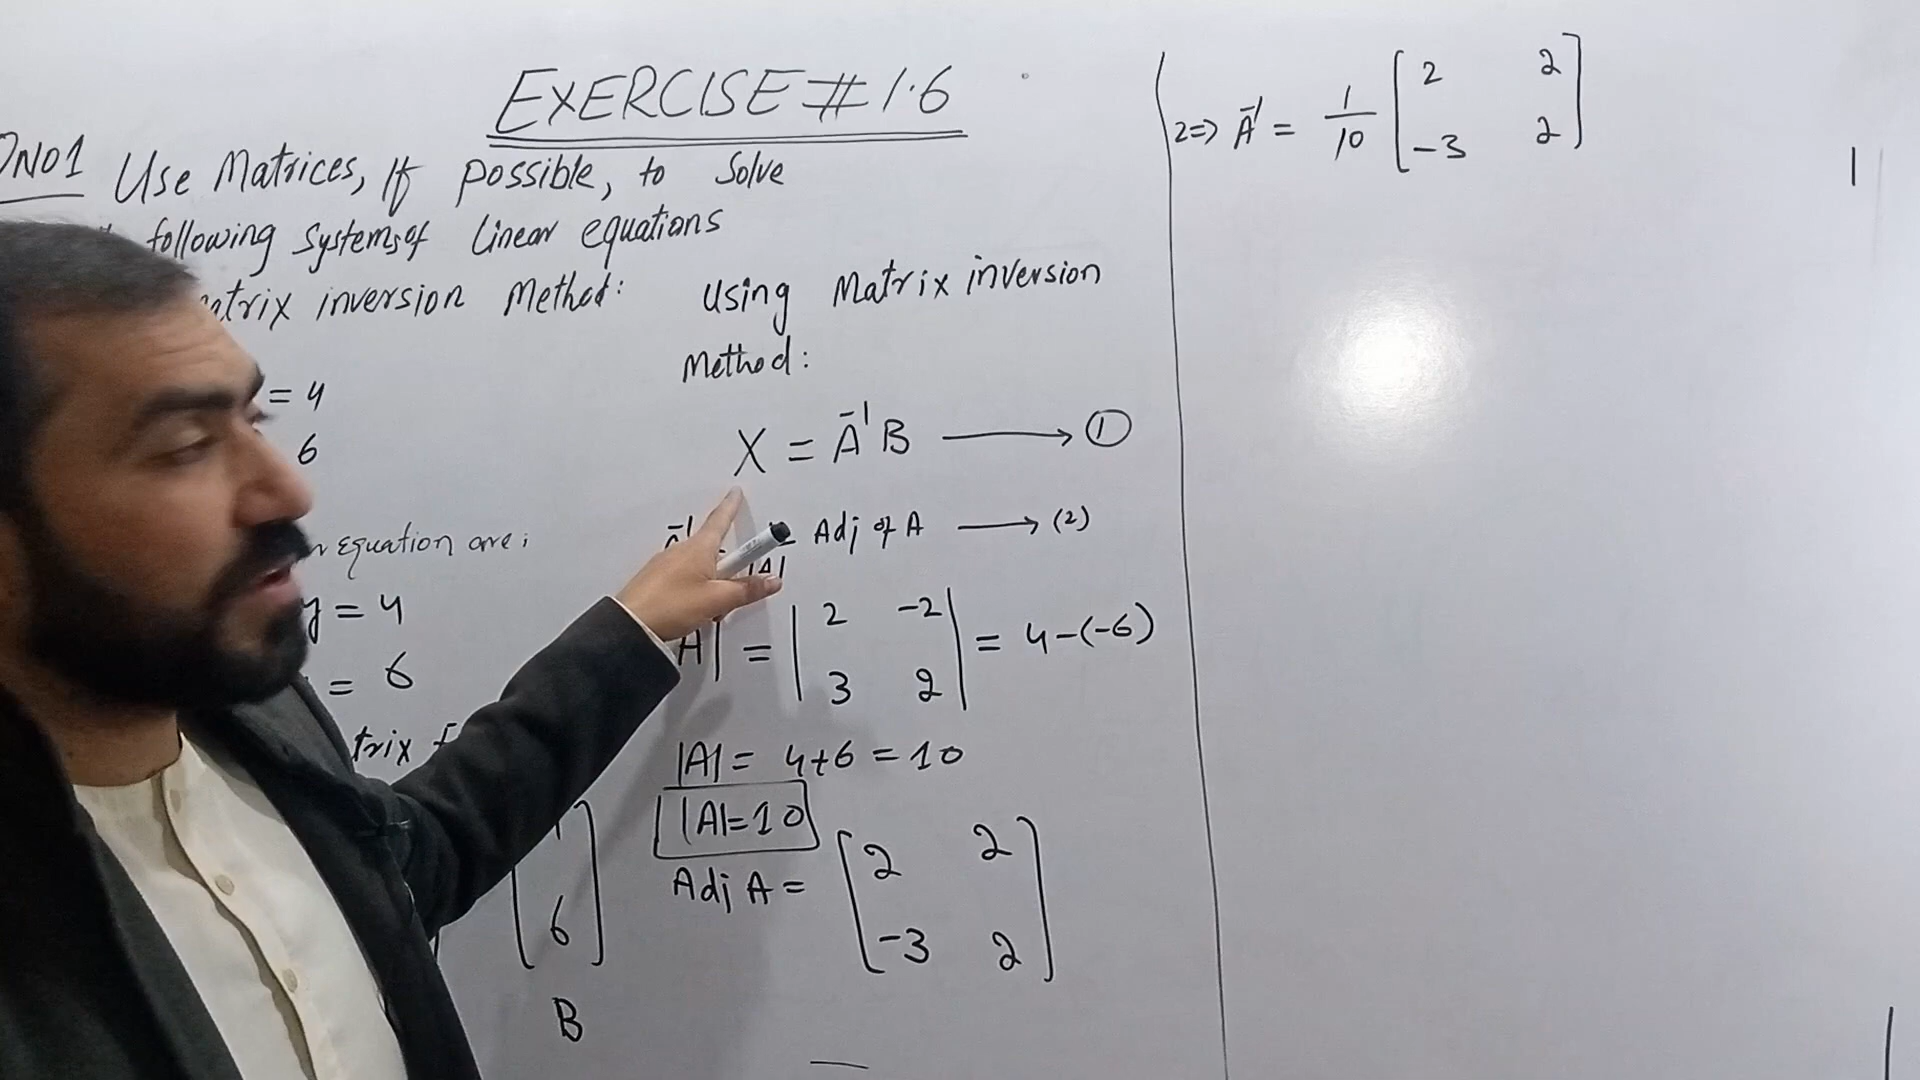 EXERCISE # 1.6
QNO1 Use Matrices, If possible, to Solve
following systems of linear equations
matrix inversion Method:
= 4
6
Equation are;
y = 4
= 6
trix
6
B
using Matrix inversion
Method:
X = A⁻¹B ⟶ ①
Adj of A ⟶ (2)
|A|
A| = | 2 -2 | = 4-(-6)
3 2
|A| = 4+6 = 10
|A|=10
Adj A = [ 2 2
-3 2 ]
2⇒ A⁻¹ = 1/10 [ 2 2
-3 2 ]